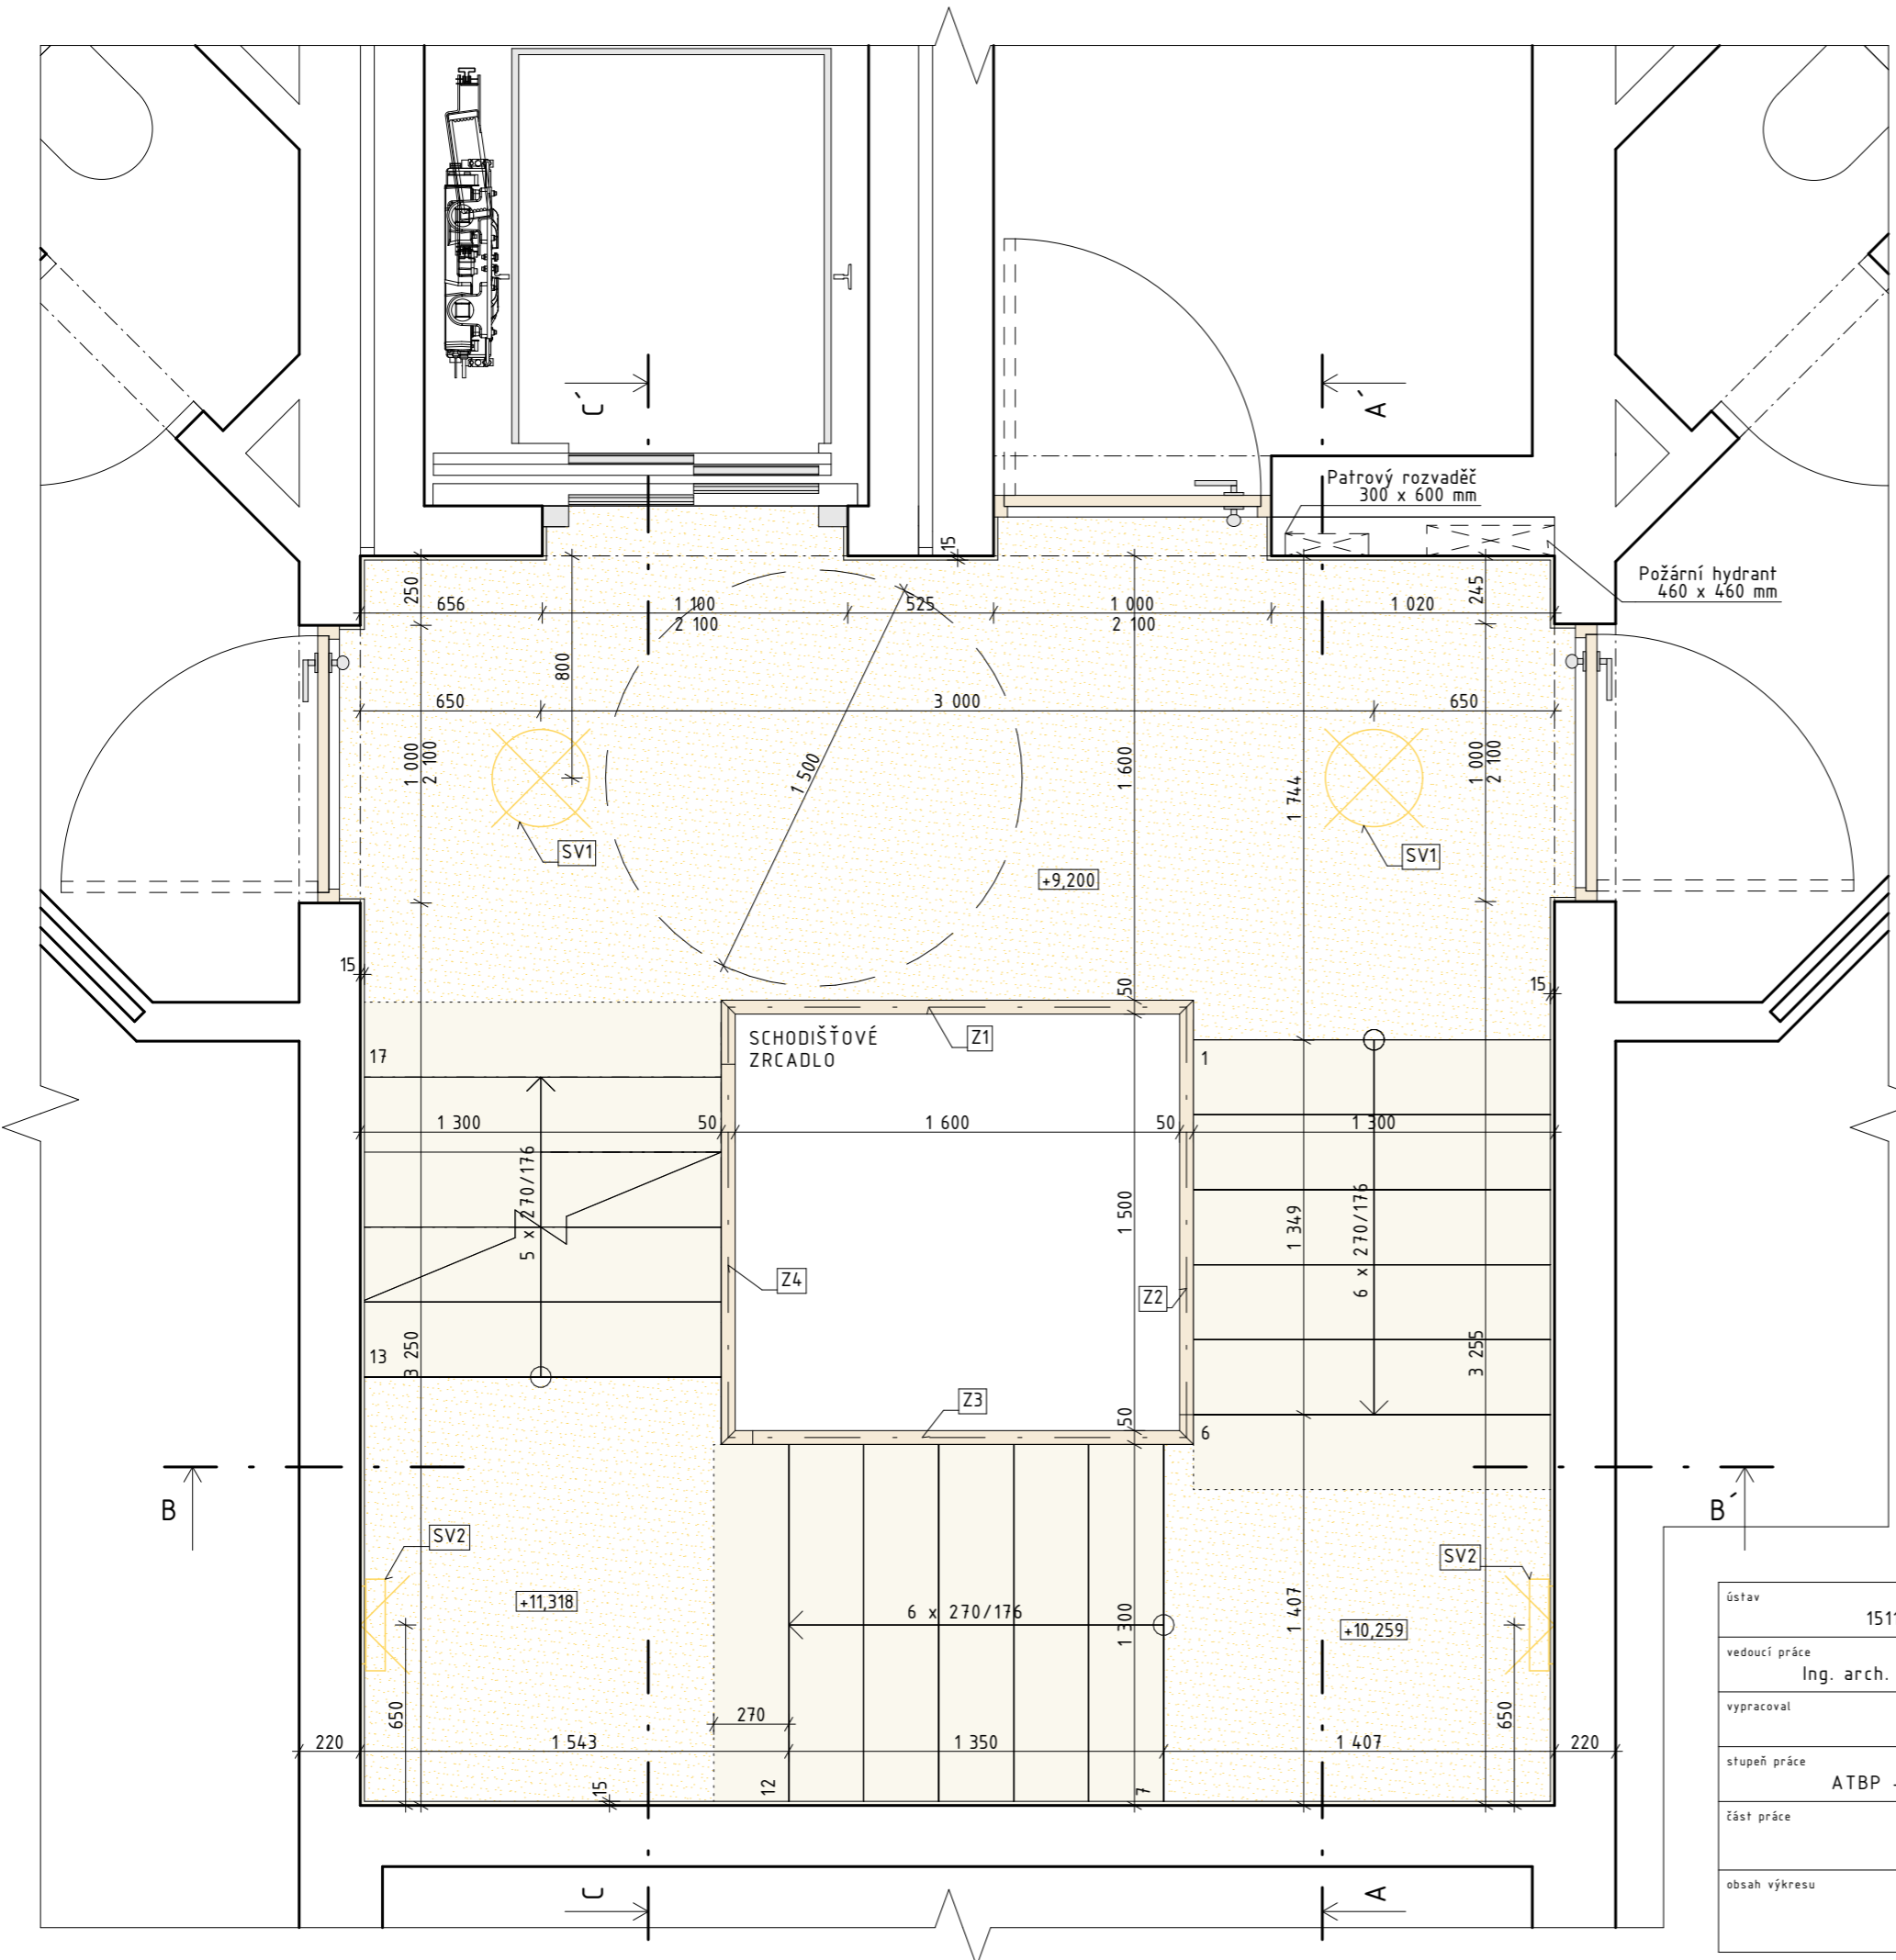 C´
A´
Patrový rozvaděč
300 x 600 mm
Požární hydrant
460 x 460 mm
15
250
245
656
1 100
2 100
525
1 000
2 100
1 020
800
650
3 000
650
1 000
2 100
1 500
1 600
1 744
1 000
2 100
SV1
SV1
+9,200
15
50
15
SCHODIŠŤOVÉ
ZRCADLO
Z1
17
1
1 300
50
1 600
50
1 300
5 x 270/176
1 500
1 349
6 x 270/176
Z4
Z2
13
3 250
3 255
Z3
50
6
B
B´
SV2
SV2
+11,318
6 x 270/176
1 300
1 407
+10,259
650
650
270
220
1 543
1 350
1 407
220
15
12
7
C
A
ústav
1511
vedoucí práce
Ing. arch.
vypracoval
stupeň práce
ATBP -
část práce
obsah výkresu